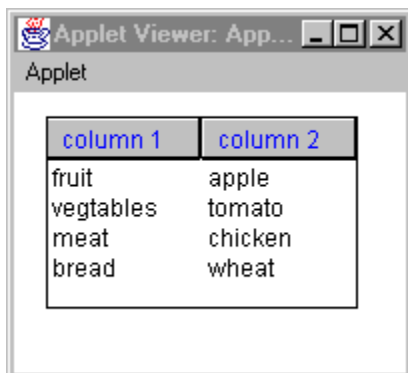 Applet Viewer: App...
Applet
column 1 column 2
fruit apple
vegtables tomato
meat chicken
bread wheat